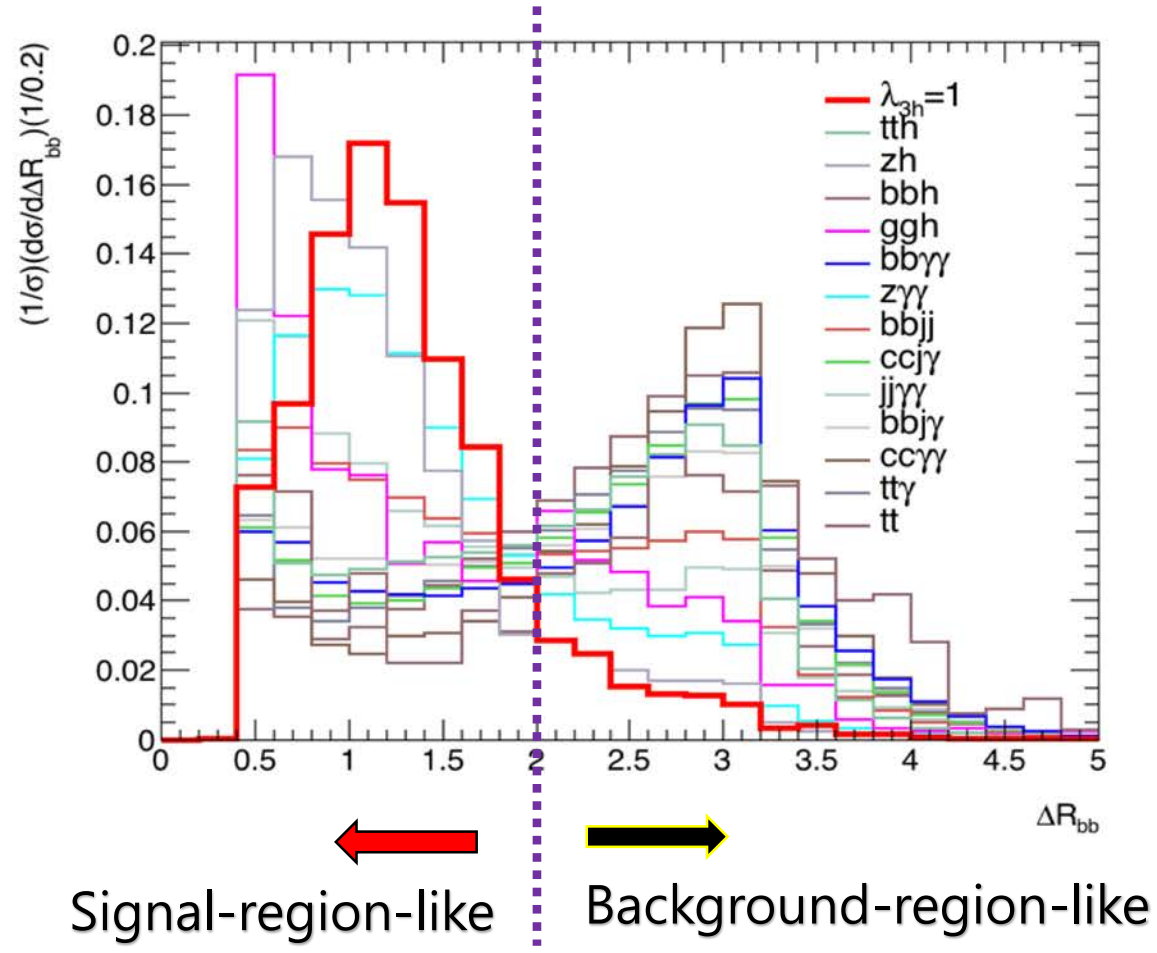 (1/σ)(dσ/dΔR_bb)(1/0.2)
0.2
0.18
0.16
0.14
0.12
0.1
0.08
0.06
0.04
0.02
0
λ_3h=1
tth
zh
bbh
ggh
bbγγ
zγγ
bbjj
ccjγ
jjγγ
bbjγ
ccγγ
ttγ
tt
0 0.5 1 1.5 2 2.5 3 3.5 4 4.5 5
ΔR_bb
Signal-region-like
Background-region-like